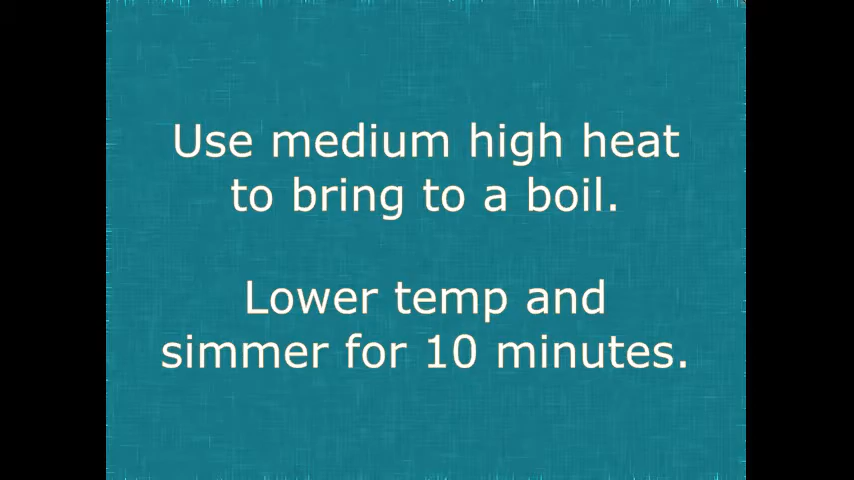 Use medium high heat
to bring to a boil.
Lower temp and
simmer for 10 minutes.